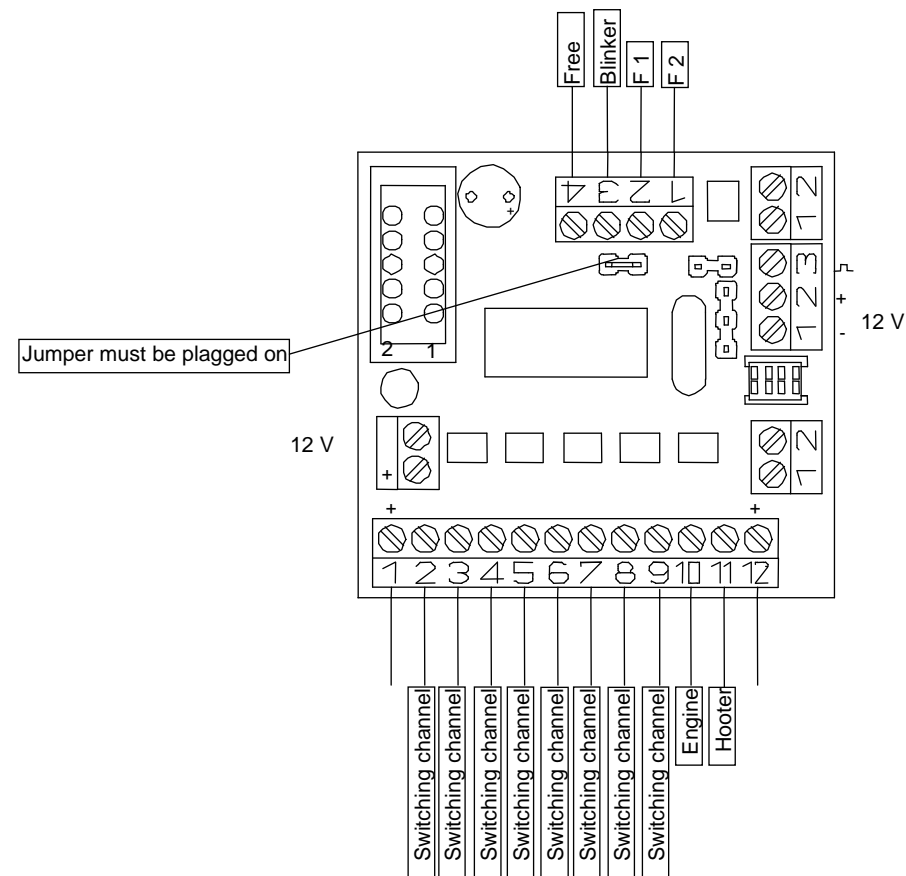 Free
Blinker
F 1
F 2
4 3 2 1
2
1
3
2
1
+
-
12 V
+
2 1
Jumper must be plagged on
12 V
+
2
1
+
+
1 2 3 4 5 6 7 8 9 10 11 12
Switching channel
Switching channel
Switching channel
Switching channel
Switching channel
Switching channel
Switching channel
Switching channel
Engine
Hooter